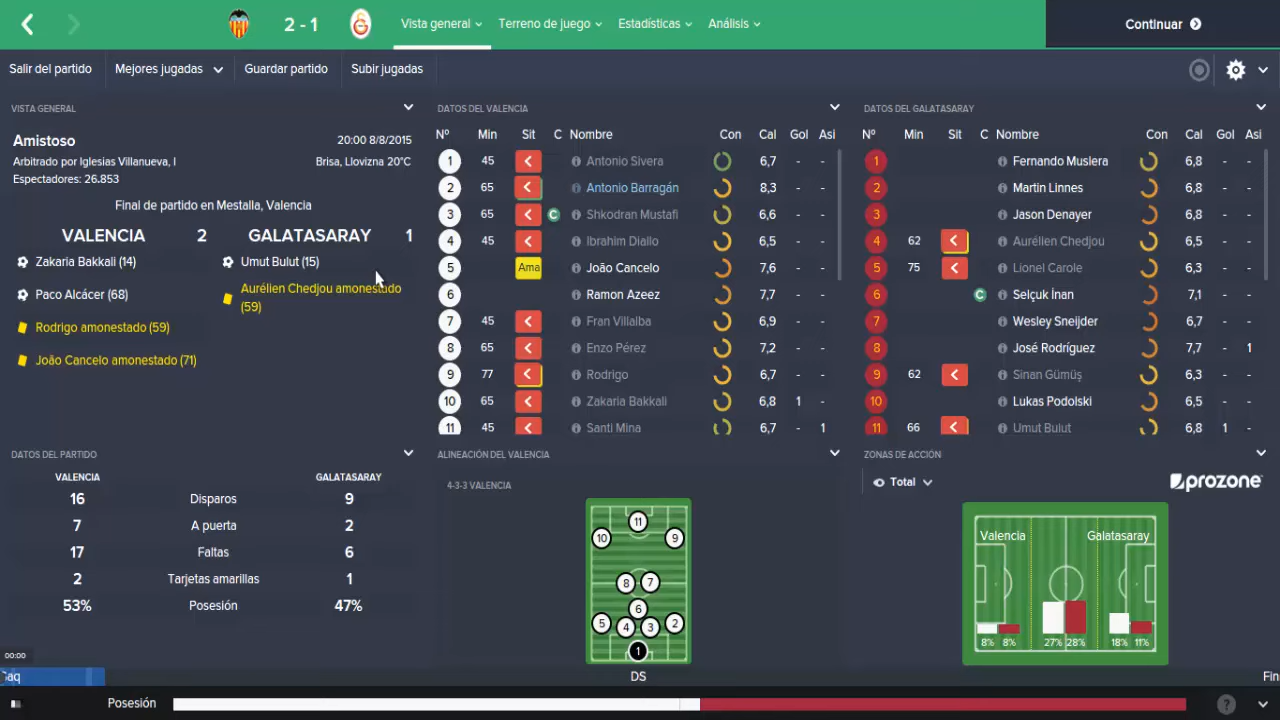 2 - 1
Vista general
Terreno de juego
Estadísticas
Análisis
Continuar
Salir del partido
Mejores jugadas
Guardar partido
Subir jugadas
VISTA GENERAL
Amistoso
20:00 8/8/2015
Arbitrado por Iglesias Villanueva, I
Brisa, Llovizna 20°C
Espectadores: 26.853
Final de partido en Mestalla, Valencia
VALENCIA 2 GALATASARAY 1
Zakaria Bakkali (14)
Umut Bulut (15)
Paco Alcácer (68)
Aurélien Chedjou amonestado
(59)
Rodrigo amonestado (59)
João Cancelo amonestado (71)
DATOS DEL VALENCIA
Nº Min Sit C Nombre Con Cal Gol Asi
1 45 Antonio Sivera 6,7 - -
2 65 Antonio Barragán 8,3 - -
3 65 C Shkodran Mustafi 6,6 - -
4 45 Ibrahim Diallo 6,5 - -
5 Ama João Cancelo 7,6 - -
6 Ramon Azeez 7,7 - -
7 45 Fran Villalba 6,9 - -
8 65 Enzo Pérez 7,2 - -
9 77 Rodrigo 6,7 - -
10 65 Zakaria Bakkali 6,8 1 -
11 45 Santi Mina 6,7 - 1
DATOS DEL GALATASARAY
Nº Min Sit C Nombre Con Cal Gol Asi
1 Fernando Muslera 6,8 - -
2 Martin Linnes 6,8 - -
3 Jason Denayer 6,8 - -
4 62 Aurélien Chedjou 6,5 - -
5 75 Lionel Carole 6,3 - -
6 C Selçuk İnan 7,1 - -
7 Wesley Sneijder 6,7 - -
8 José Rodríguez 7,7 - 1
9 62 Sinan Gümüş 6,3 - -
10 Lukas Podolski 6,5 - -
11 66 Umut Bulut 6,8 1 -
DATOS DEL PARTIDO
VALENCIA GALATASARAY
16 Disparos 9
7 A puerta 2
17 Faltas 6
2 Tarjetas amarillas 1
53% Posesión 47%
ALINEACIÓN DEL VALENCIA
4-3-3 VALENCIA
11
10 9
8 7
6
5 4 3 2
1
DS
ZONAS DE ACCIÓN
Total
prozone
Valencia Galatasaray
8% 8% 27% 28% 18% 11%
00:00
Fin
Posesión
?